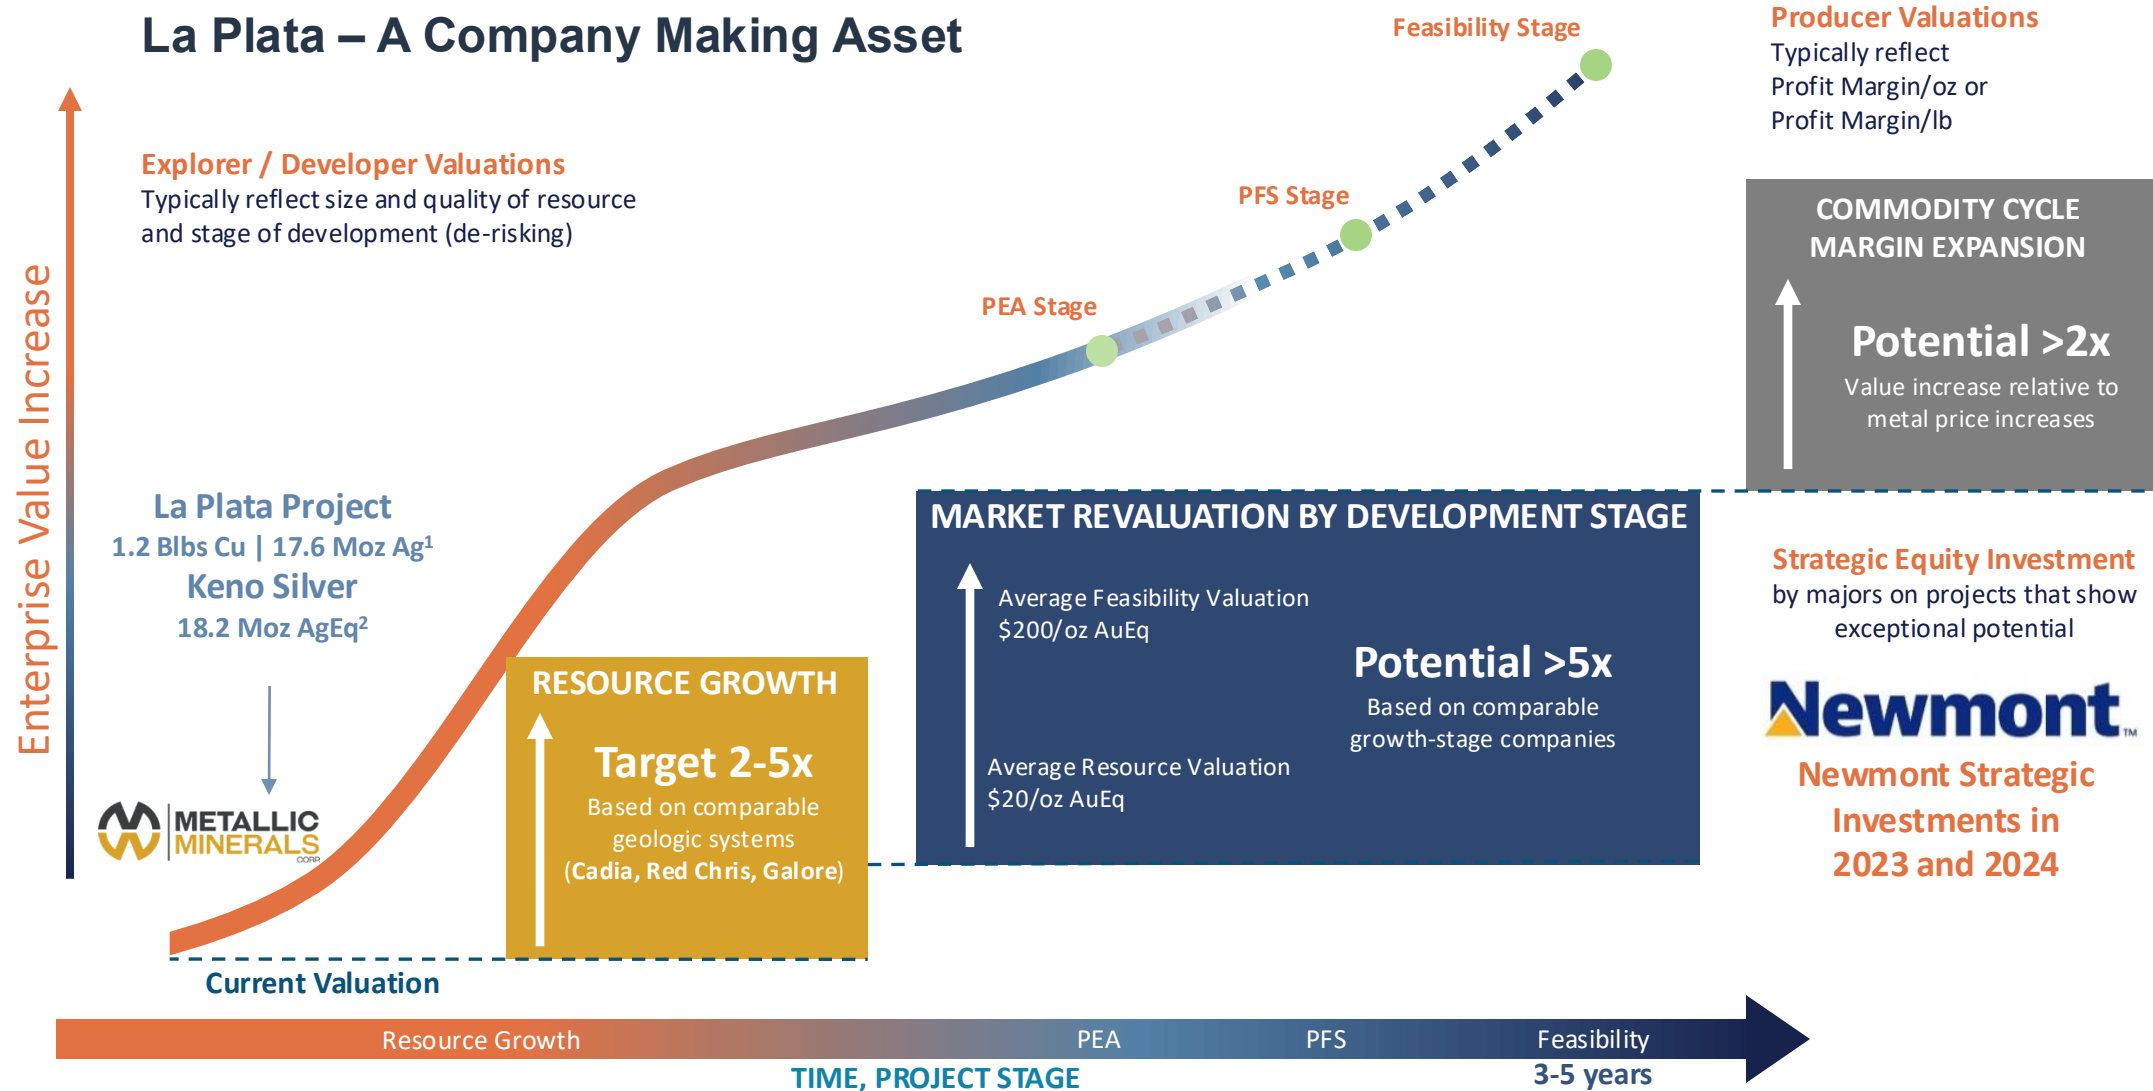 La Plata – A Company Making Asset
Feasibility Stage
Producer Valuations
Typically reflect
Profit Margin/oz or
Profit Margin/lb
Explorer / Developer Valuations
Typically reflect size and quality of resource
and stage of development (de-risking)
PFS Stage
PEA Stage
COMMODITY CYCLE
MARGIN EXPANSION
Potential >2x
Value increase relative to
metal price increases
Enterprise Value Increase
La Plata Project
1.2 Blbs Cu | 17.6 Moz Ag¹
Keno Silver
18.2 Moz AgEq²
METALLIC
MINERALS
CORP
RESOURCE GROWTH
Target 2-5x
Based on comparable
geologic systems
(Cadia, Red Chris, Galore)
MARKET REVALUATION BY DEVELOPMENT STAGE
Average Feasibility Valuation
$200/oz AuEq
Potential >5x
Based on comparable
growth-stage companies
Average Resource Valuation
$20/oz AuEq
Strategic Equity Investment
by majors on projects that show
exceptional potential
Newmont™
Newmont Strategic
Investments in
2023 and 2024
Current Valuation
Resource Growth PEA PFS Feasibility
TIME, PROJECT STAGE 3-5 years